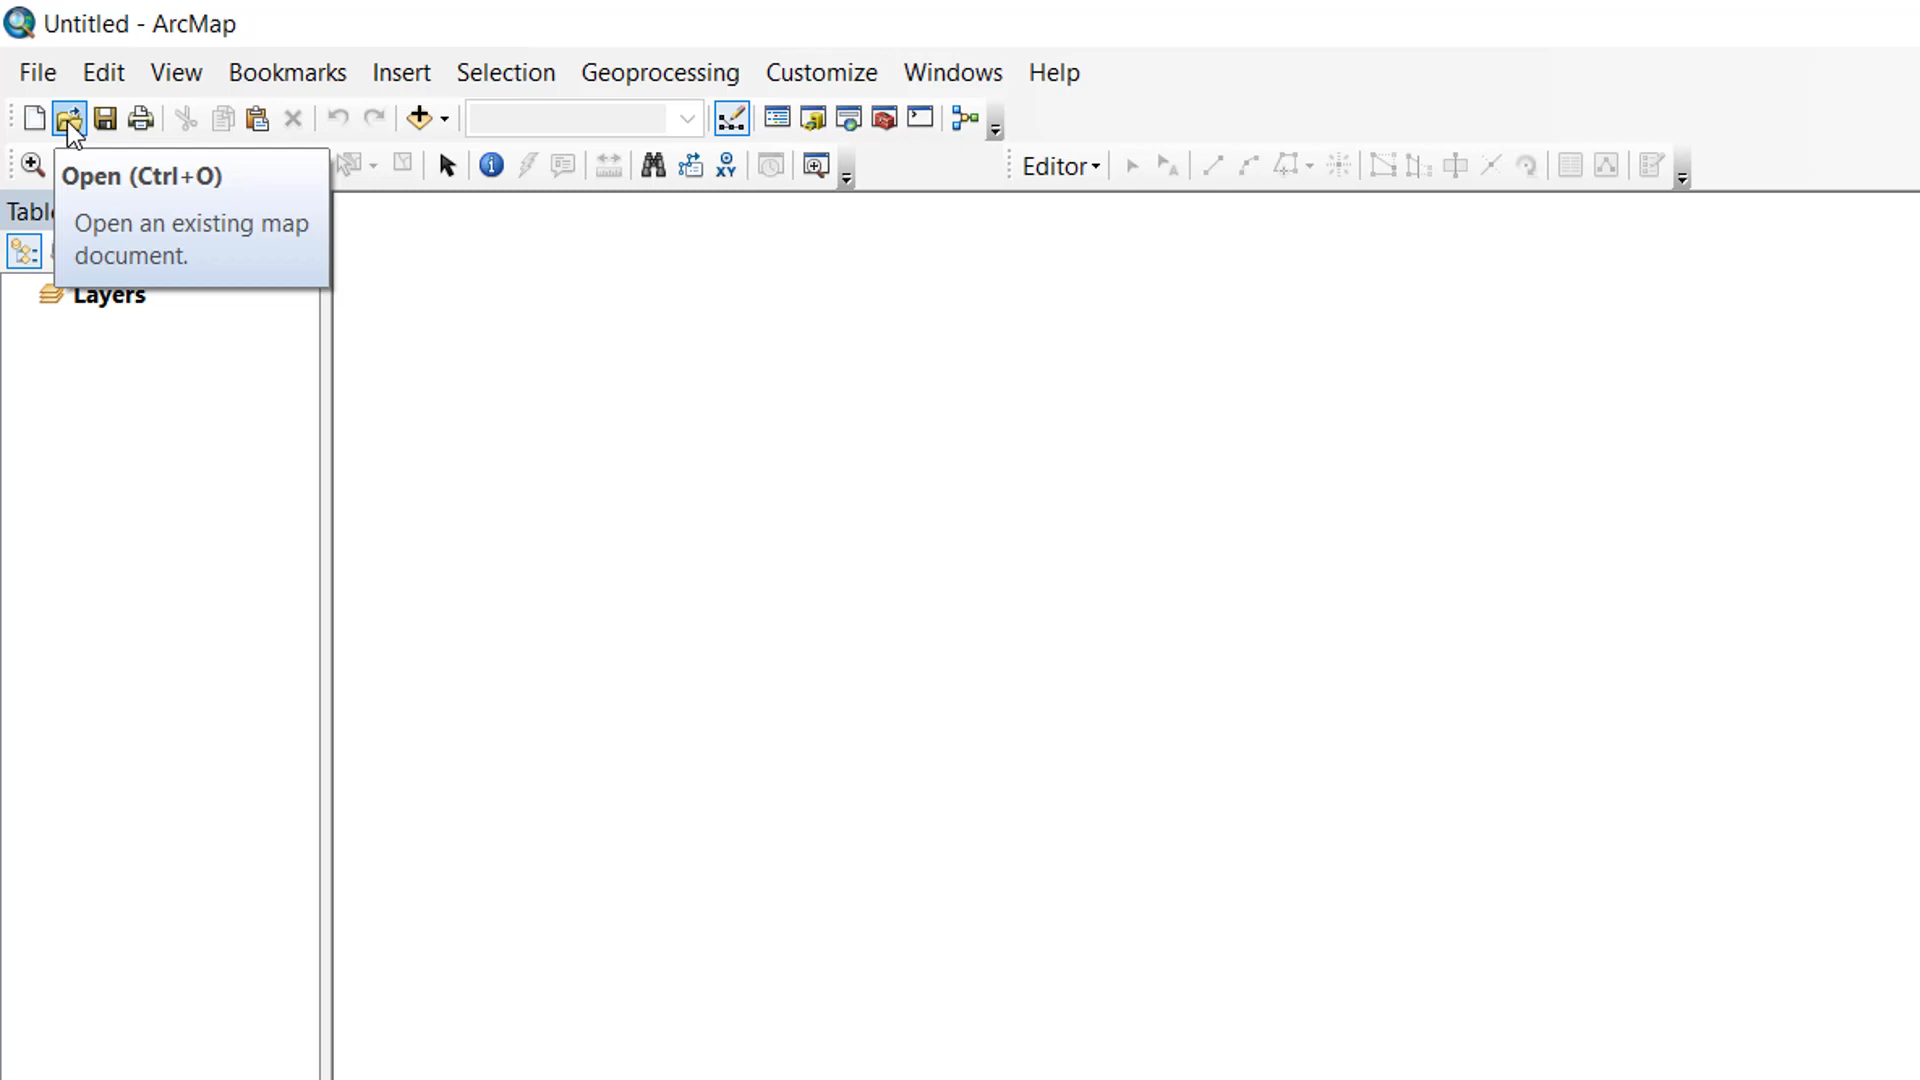 Untitled - ArcMap
File Edit View Bookmarks Insert Selection Geoprocessing Customize Windows Help
Editor
Open (Ctrl+O)
Open an existing map
document.
Layers